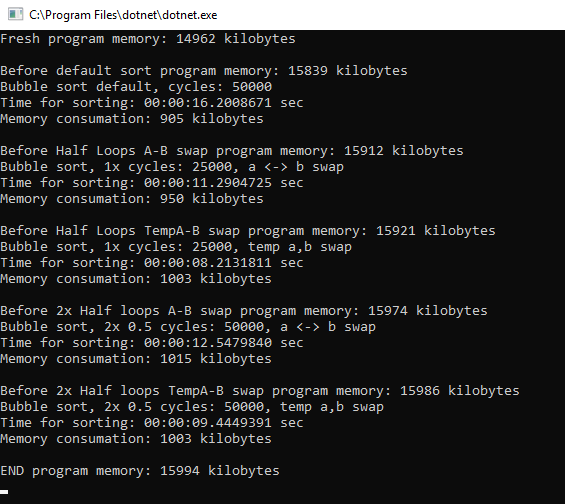 C:\Program Files\dotnet\dotnet.exe
Fresh program memory: 14962 kilobytes
Before default sort program memory: 15839 kilobytes
Bubble sort default, cycles: 50000
Time for sorting: 00:00:16.2008671 sec
Memory consumation: 905 kilobytes
Before Half Loops A-B swap program memory: 15912 kilobytes
Bubble sort, 1x cycles: 25000, a <-> b swap
Time for sorting: 00:00:11.2904725 sec
Memory consumation: 950 kilobytes
Before Half Loops TempA-B swap program memory: 15921 kilobytes
Bubble sort, 1x cycles: 25000, temp a,b swap
Time for sorting: 00:00:08.2131811 sec
Memory consumation: 1003 kilobytes
Before 2x Half loops A-B swap program memory: 15974 kilobytes
Bubble sort, 2x 0.5 cycles: 50000, a <-> b swap
Time for sorting: 00:00:12.5479840 sec
Memory consumation: 1015 kilobytes
Before 2x Half loops TempA-B swap program memory: 15986 kilobytes
Bubble sort, 2x 0.5 cycles: 50000, temp a,b swap
Time for sorting: 00:00:09.4449391 sec
Memory consumation: 1003 kilobytes
END program memory: 15994 kilobytes